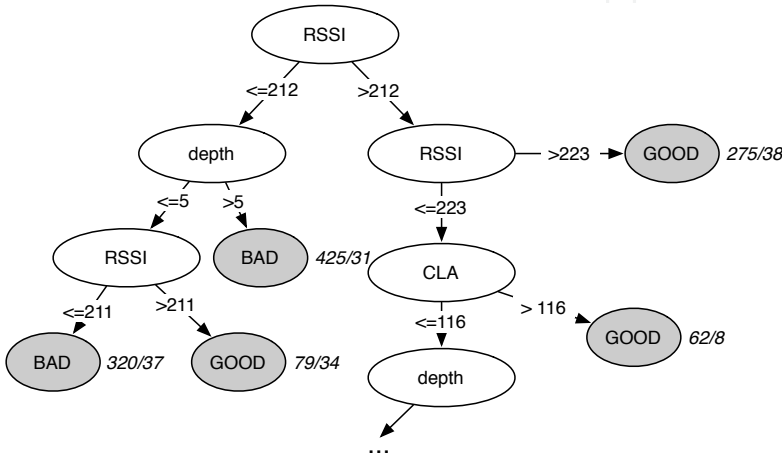 RSSI
<=212
>212
depth
RSSI
>223
GOOD
275/38
<=5
>5
<=223
RSSI
BAD
425/31
CLA
<=211
>211
<=116
> 116
BAD
320/37
GOOD
79/34
depth
GOOD
62/8
...